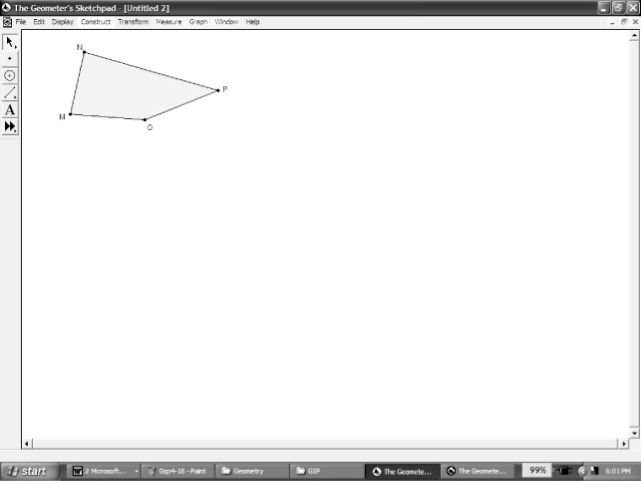 The Geometer's Sketchpad - [Untitled 2]
File Edit Display Construct Transform Measure Graph Window Help
A
N
P
M
O
start 2 Microsoft... Gsp4-18 - Paint Geometry GSP The Geomete... The Geomete... 99% 6:01 PM